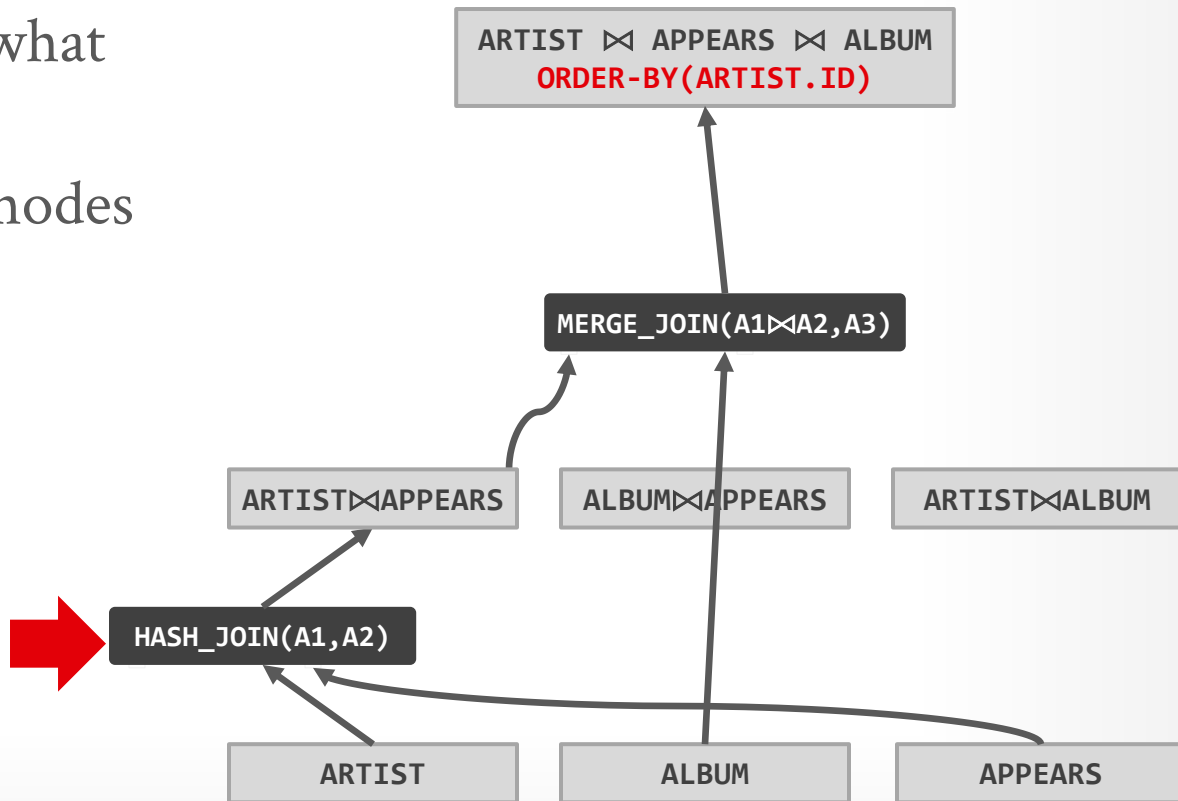 what
nodes
ARTIST ⋈ APPEARS ⋈ ALBUM
ORDER-BY(ARTIST.ID)
MERGE_JOIN(A1⋈A2,A3)
ARTIST⋈APPEARS
ALBUM⋈APPEARS
ARTIST⋈ALBUM
HASH_JOIN(A1,A2)
ARTIST
ALBUM
APPEARS